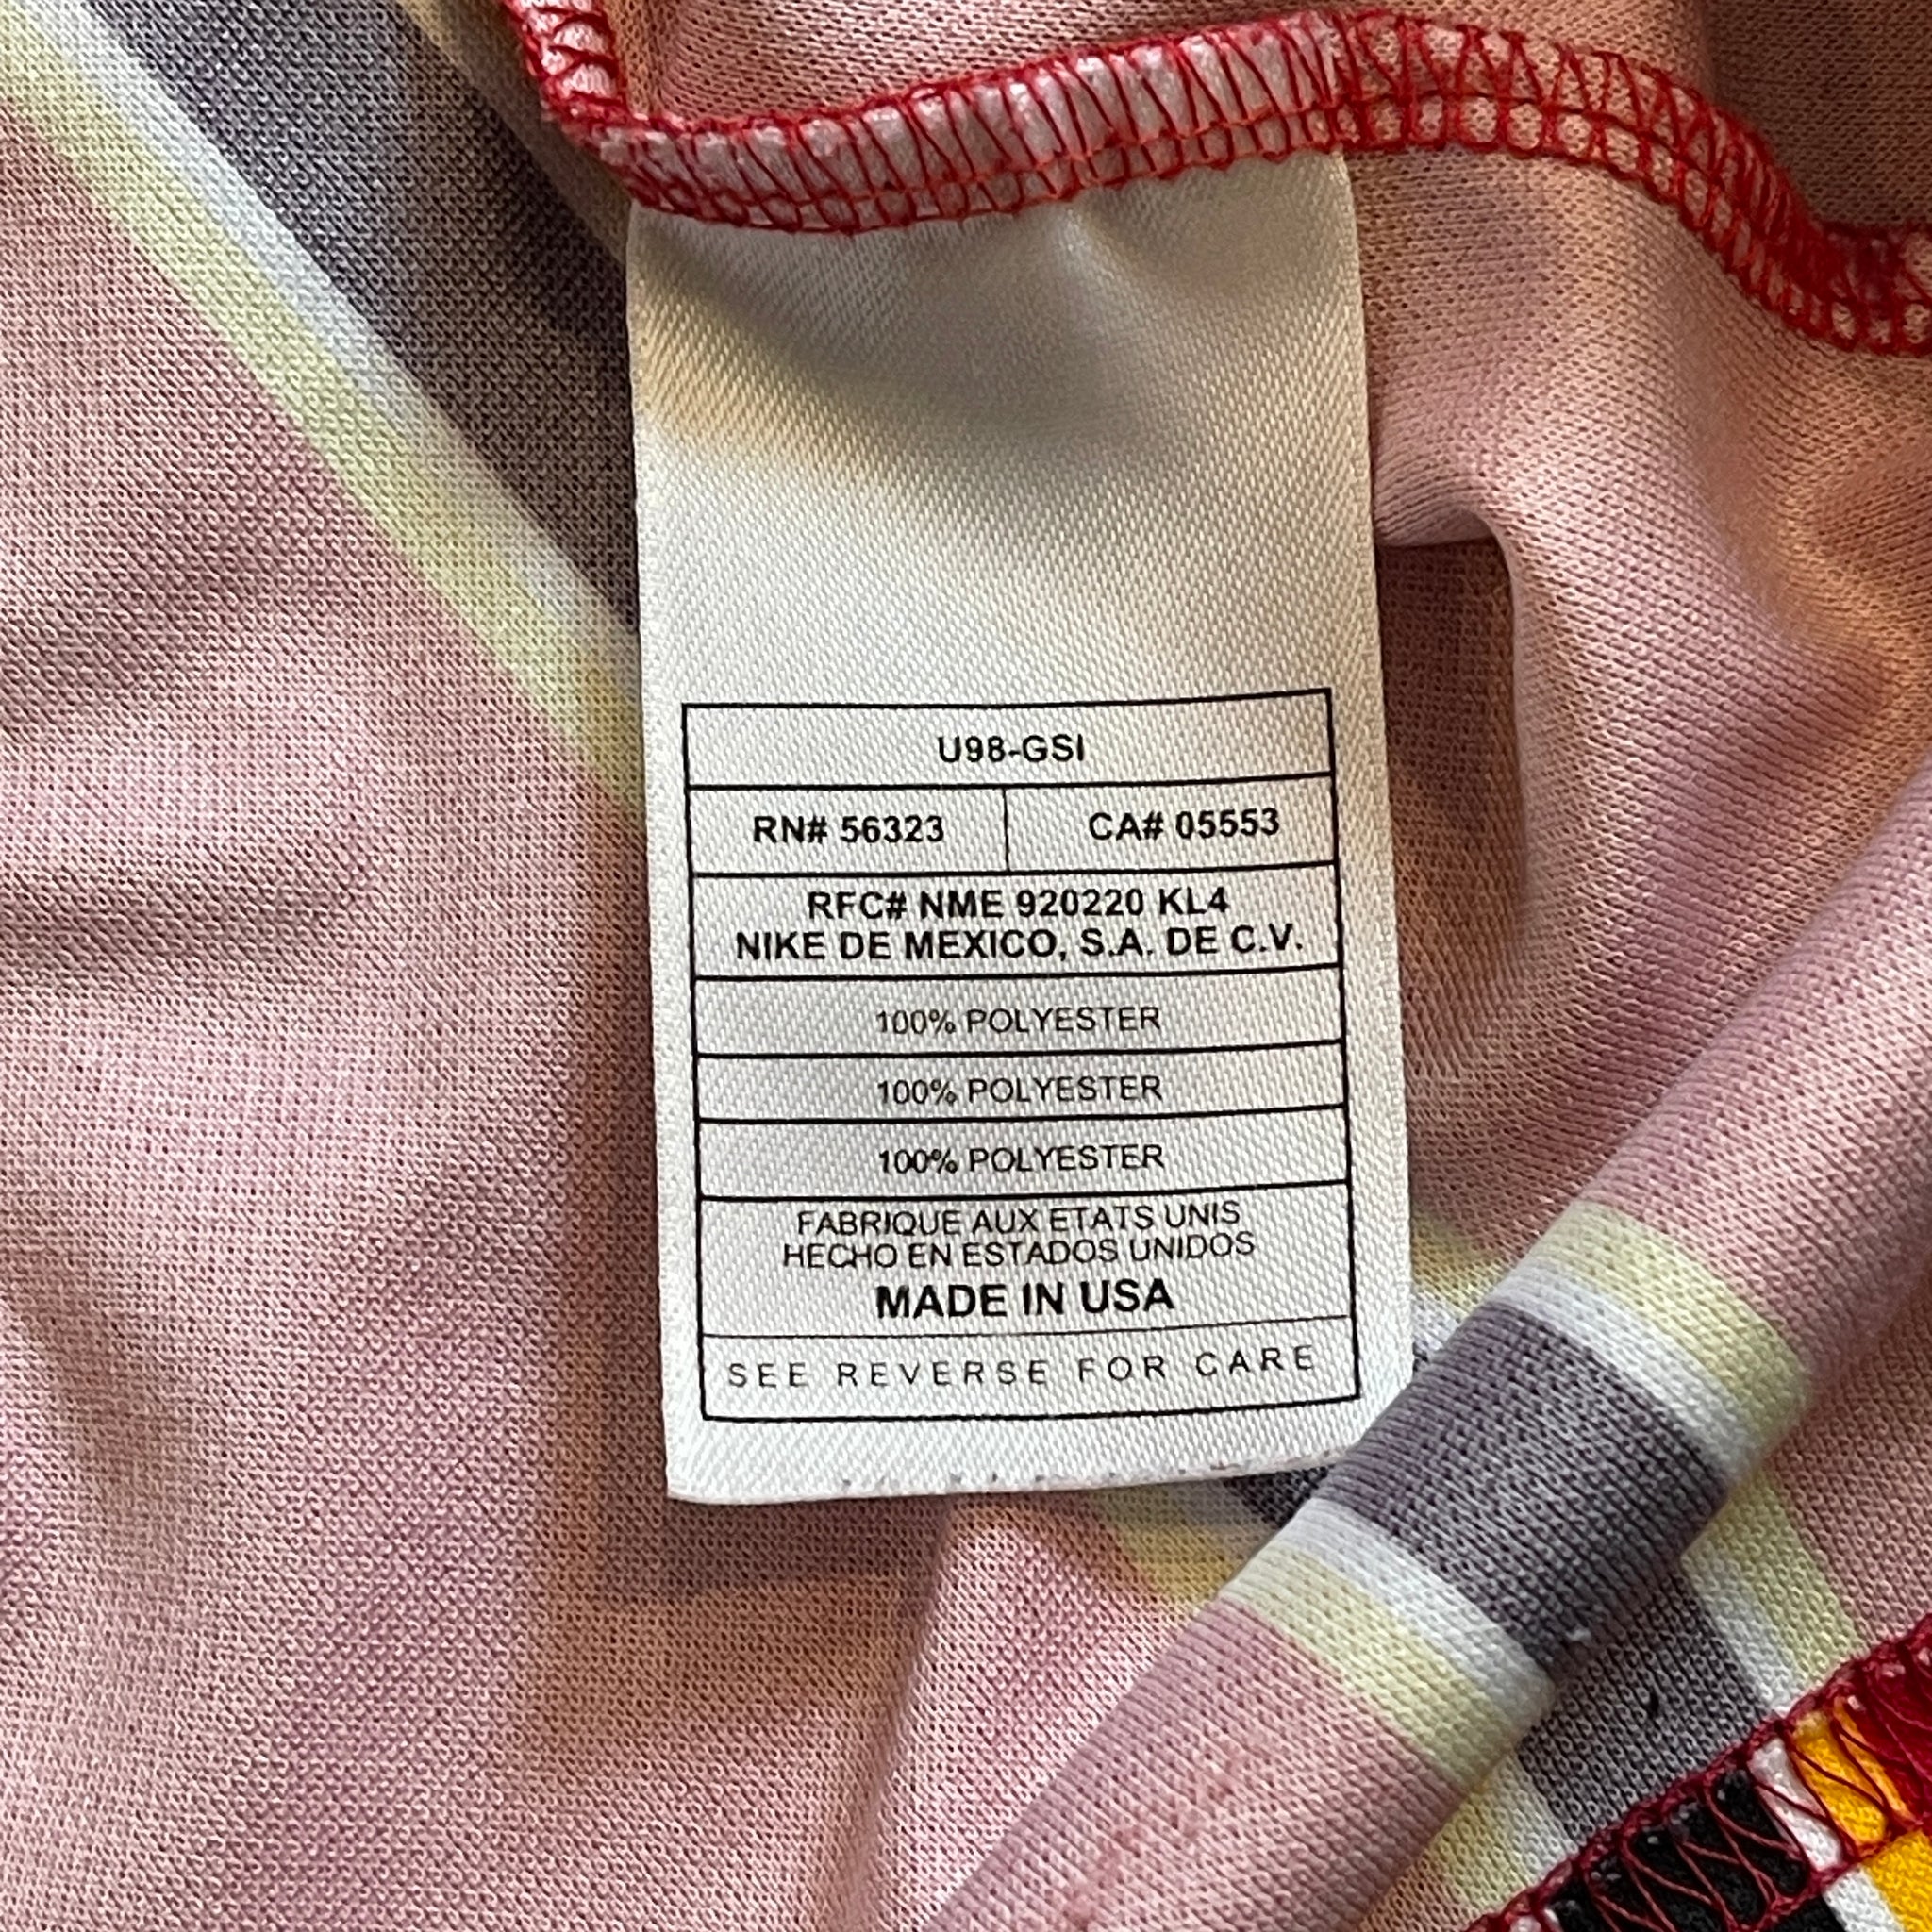 U98-GSI
RN# 56323 CA# 05553
RFC# NME 920220 KL4
NIKE DE MEXICO, S.A. DE C.V.
100% POLYESTER
100% POLYESTER
100% POLYESTER
FABRIQUE AUX ETATS UNIS
HECHO EN ESTADOS UNIDOS
MADE IN USA
SEE REVERSE FOR CARE